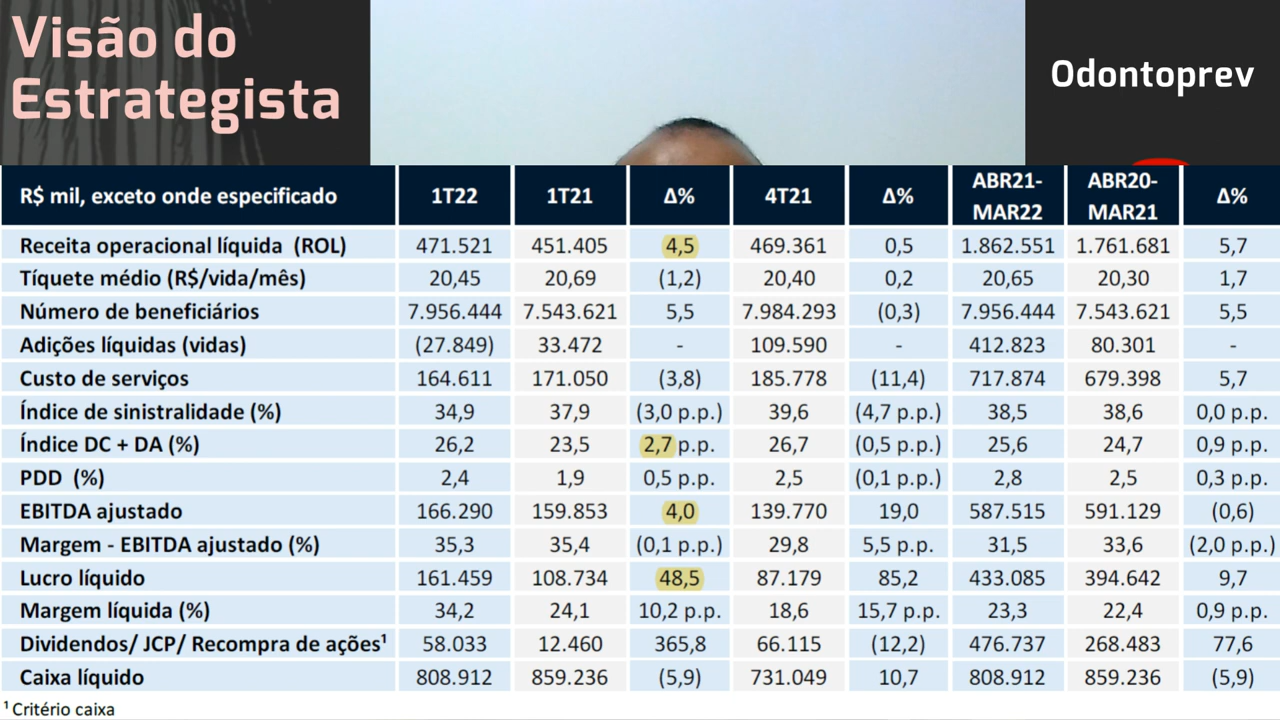 Visão do
Estrategista
Odontoprev
R$ mil, exceto onde especificado 1T22 1T21 Δ% 4T21 Δ% ABR21-MAR22 ABR20-MAR21 Δ%
Receita operacional líquida (ROL) 471.521 451.405 4,5 469.361 0,5 1.862.551 1.761.681 5,7
Tíquete médio (R$/vida/mês) 20,45 20,69 (1,2) 20,40 0,2 20,65 20,30 1,7
Número de beneficiários 7.956.444 7.543.621 5,5 7.984.293 (0,3) 7.956.444 7.543.621 5,5
Adições líquidas (vidas) (27.849) 33.472 - 109.590 - 412.823 80.301 -
Custo de serviços 164.611 171.050 (3,8) 185.778 (11,4) 717.874 679.398 5,7
Índice de sinistralidade (%) 34,9 37,9 (3,0 p.p.) 39,6 (4,7 p.p.) 38,5 38,6 0,0 p.p.
Índice DC + DA (%) 26,2 23,5 2,7 p.p. 26,7 (0,5 p.p.) 25,6 24,7 0,9 p.p.
PDD (%) 2,4 1,9 0,5 p.p. 2,5 (0,1 p.p.) 2,8 2,5 0,3 p.p.
EBITDA ajustado 166.290 159.853 4,0 139.770 19,0 587.515 591.129 (0,6)
Margem - EBITDA ajustado (%) 35,3 35,4 (0,1 p.p.) 29,8 5,5 p.p. 31,5 33,6 (2,0 p.p.)
Lucro líquido 161.459 108.734 48,5 87.179 85,2 433.085 394.642 9,7
Margem líquida (%) 34,2 24,1 10,2 p.p. 18,6 15,7 p.p. 23,3 22,4 0,9 p.p.
Dividendos/ JCP/ Recompra de ações¹ 58.033 12.460 365,8 66.115 (12,2) 476.737 268.483 77,6
Caixa líquido 808.912 859.236 (5,9) 731.049 10,7 808.912 859.236 (5,9)
¹ Critério caixa